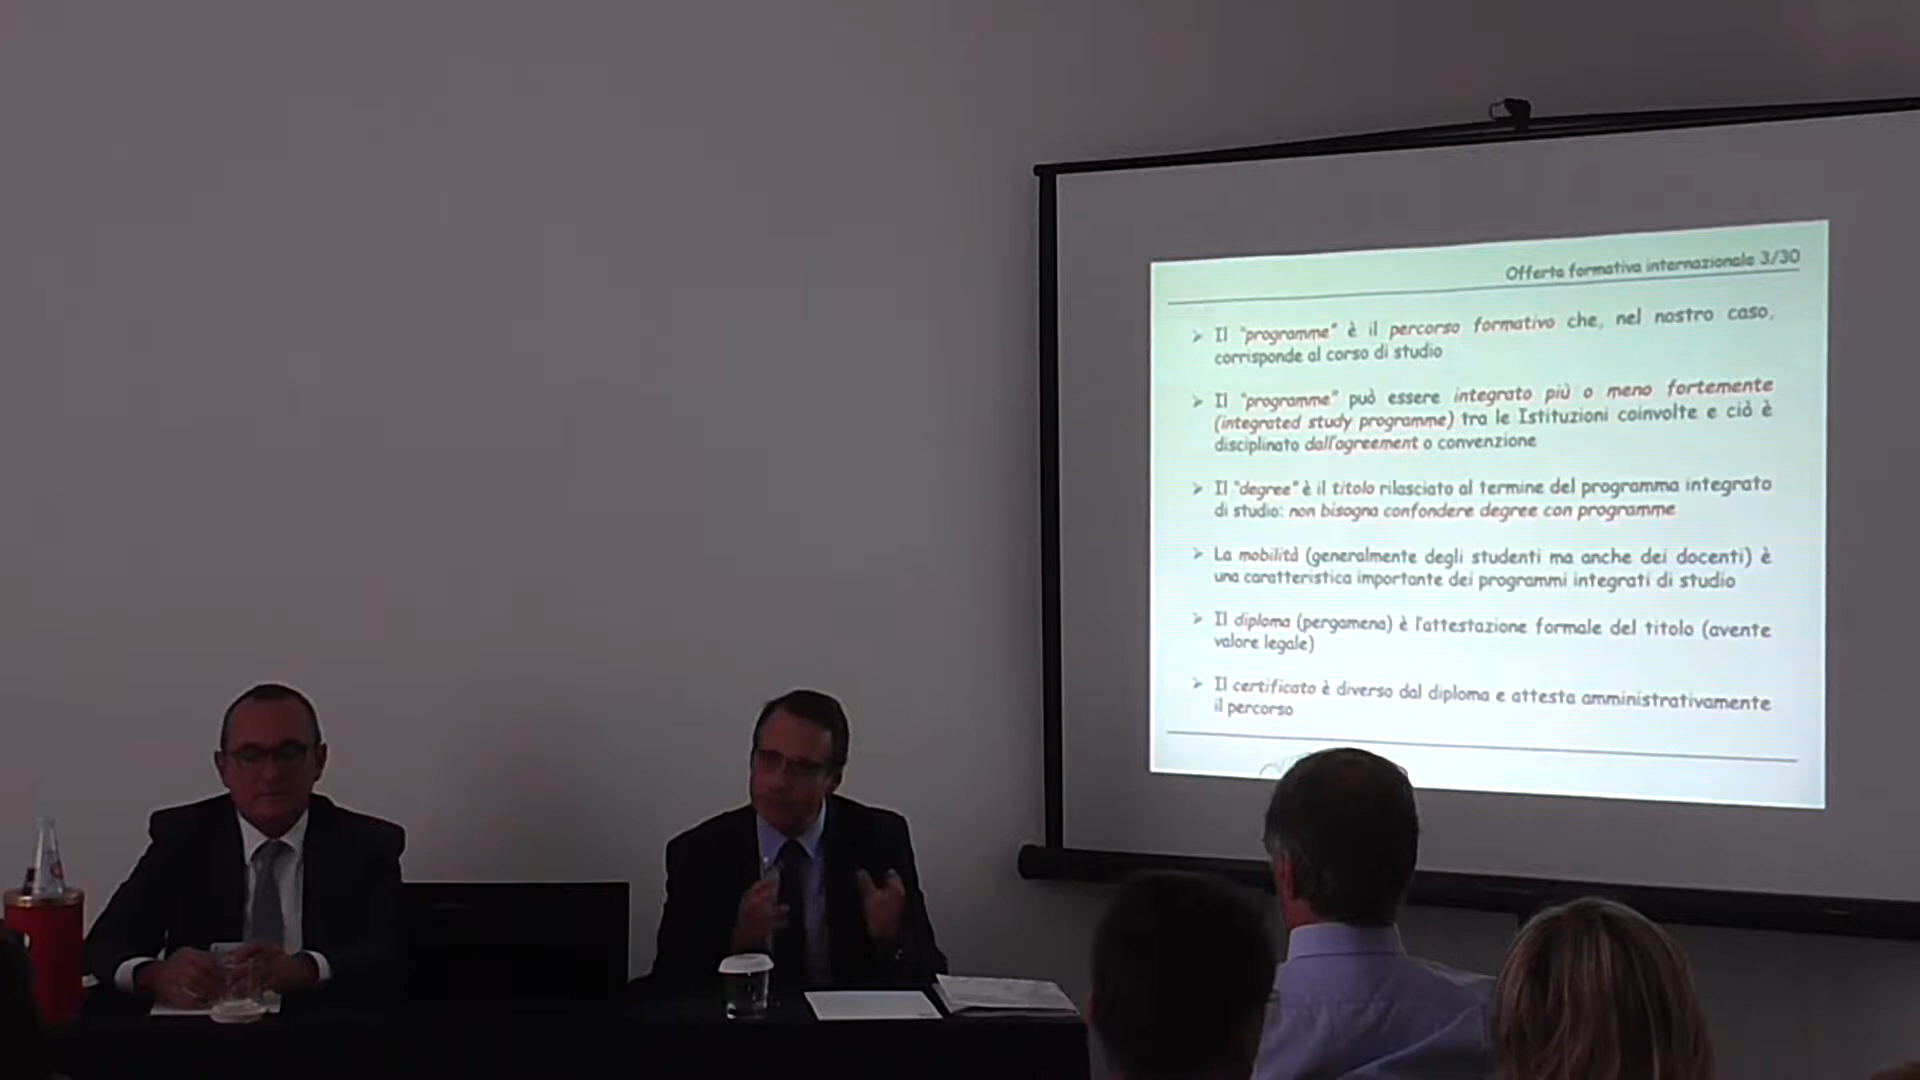 Offerta formativa internazionale 3/30
➢ Il "programme" è il percorso formativo che, nel nostro caso,
corrisponde al corso di studio
➢ Il "programme" può essere integrato più o meno fortemente
(integrated study programme) tra le Istituzioni coinvolte e ciò è
disciplinato dall'agreement o convenzione
➢ Il "degree" è il titolo rilasciato al termine del programma integrato
di studio: non bisogna confondere degree con programme
➢ La mobilità (generalmente degli studenti ma anche dei docenti) è
una caratteristica importante dei programmi integrati di studio
➢ Il diploma (pergamena) è l'attestazione formale del titolo (avente
valore legale)
➢ Il certificato è diverso dal diploma e attesta amministrativamente
il percorso